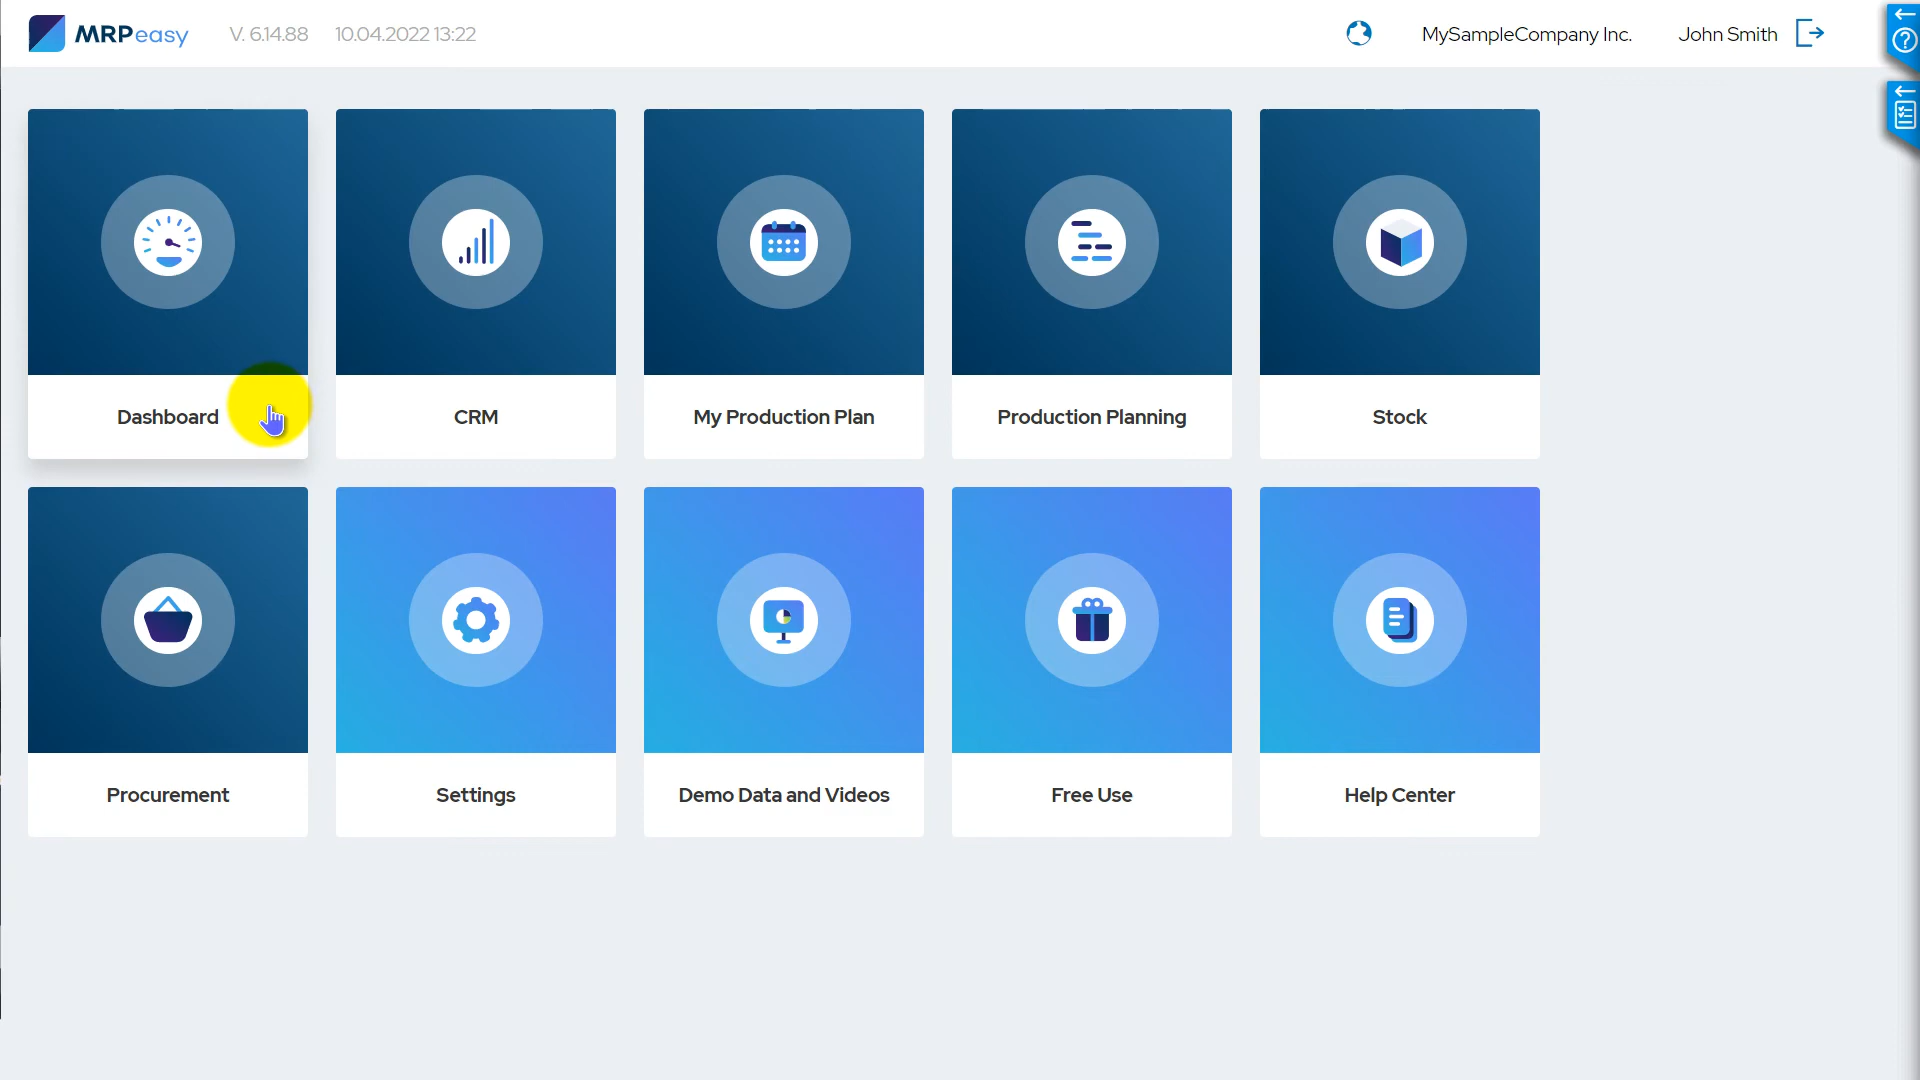 MRPeasy V. 6.14.88 10.04.2022 13:22 MySampleCompany Inc. John Smith
Dashboard CRM My Production Plan Production Planning Stock
Procurement Settings Demo Data and Videos Free Use Help Center